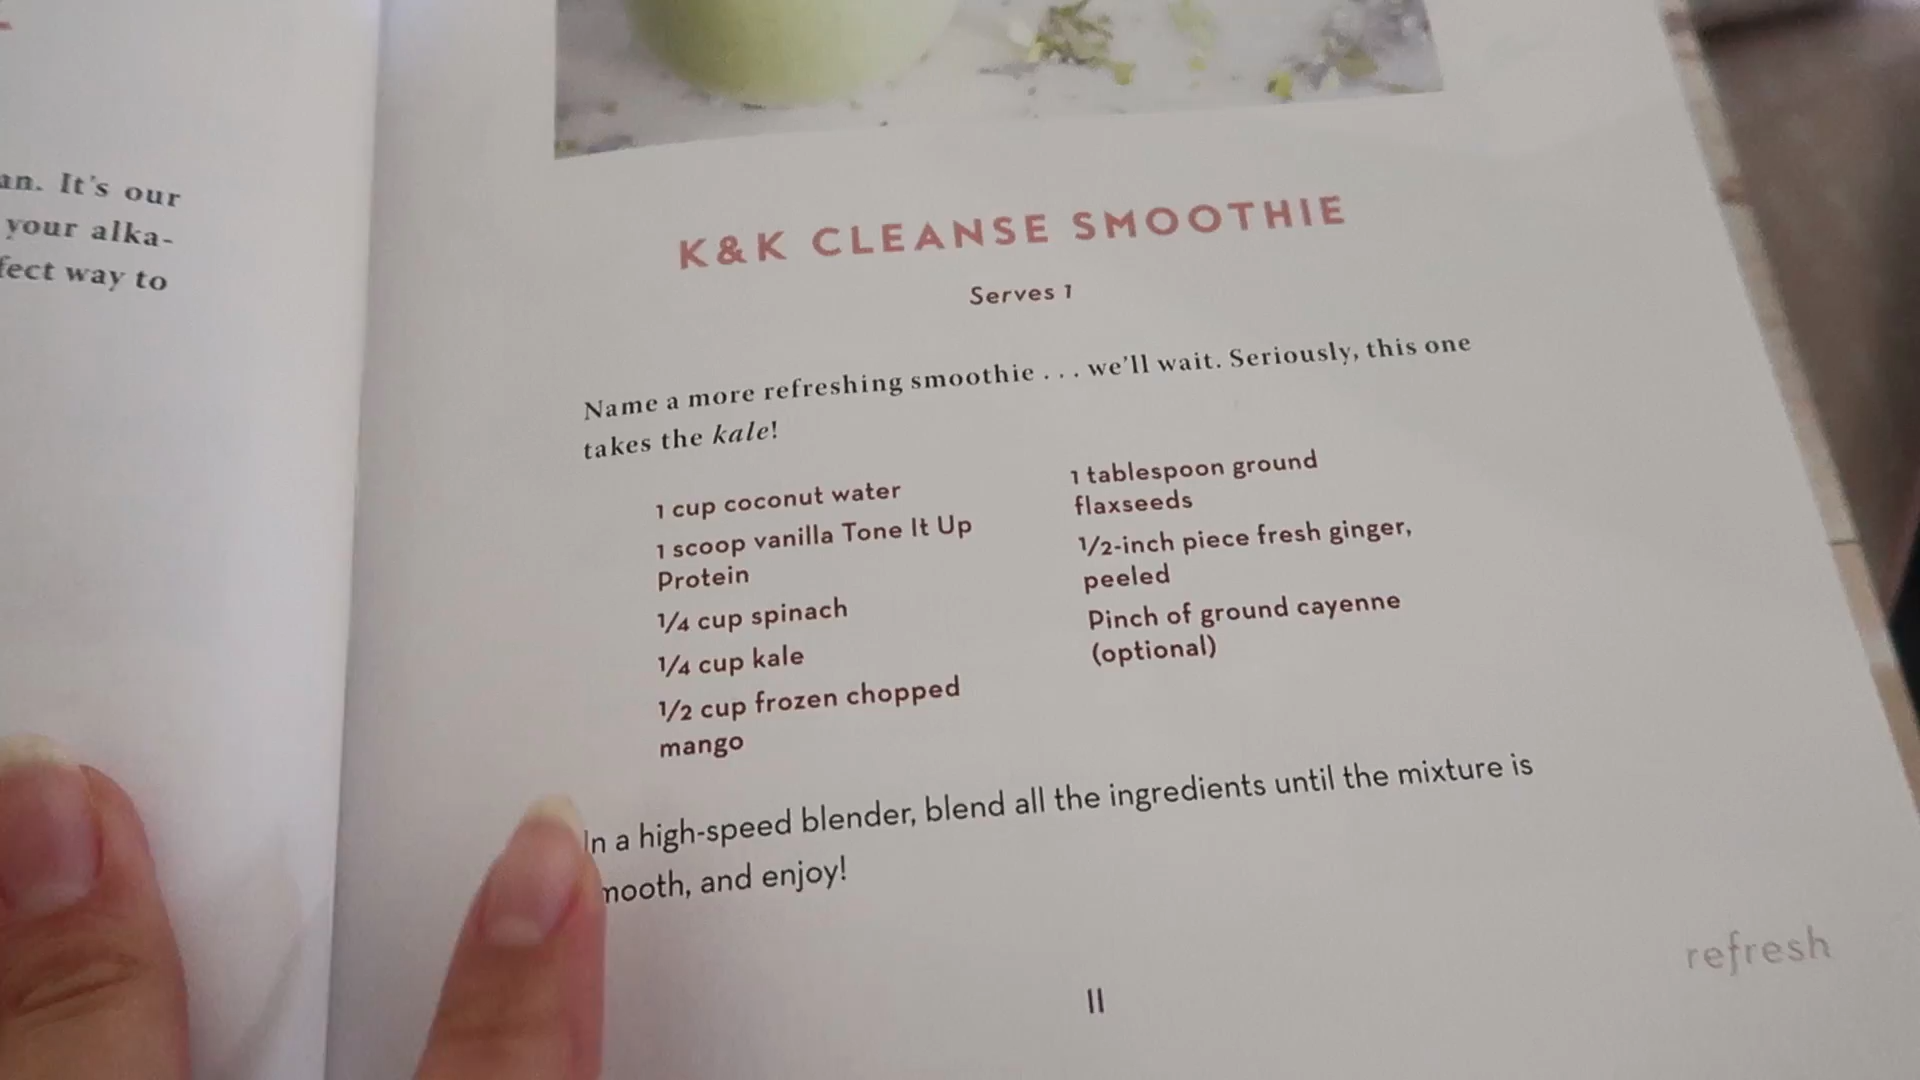 It's our
your alka-
way to
K&K CLEANSE SMOOTHIE
Serves 1
Name a more refreshing smoothie . . . we'll wait. Seriously, this one
takes the kale!
1 cup coconut water
1 scoop vanilla Tone It Up
Protein
1/4 cup spinach
1/4 cup kale
1/2 cup frozen chopped
mango
1 tablespoon ground
flaxseeds
1/2-inch piece fresh ginger,
peeled
Pinch of ground cayenne
(optional)
In a high-speed blender, blend all the ingredients until the mixture is
mooth, and enjoy!
refresh
11